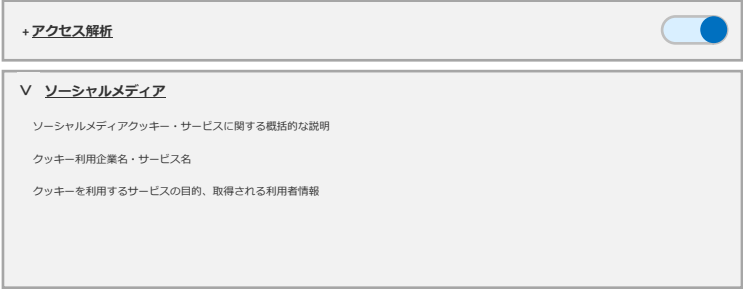 +アクセス解析
∨ ソーシャルメディア
ソーシャルメディアクッキー・サービスに関する概括的な説明
クッキー利用企業名・サービス名
クッキーを利用するサービスの目的、取得される利用者情報